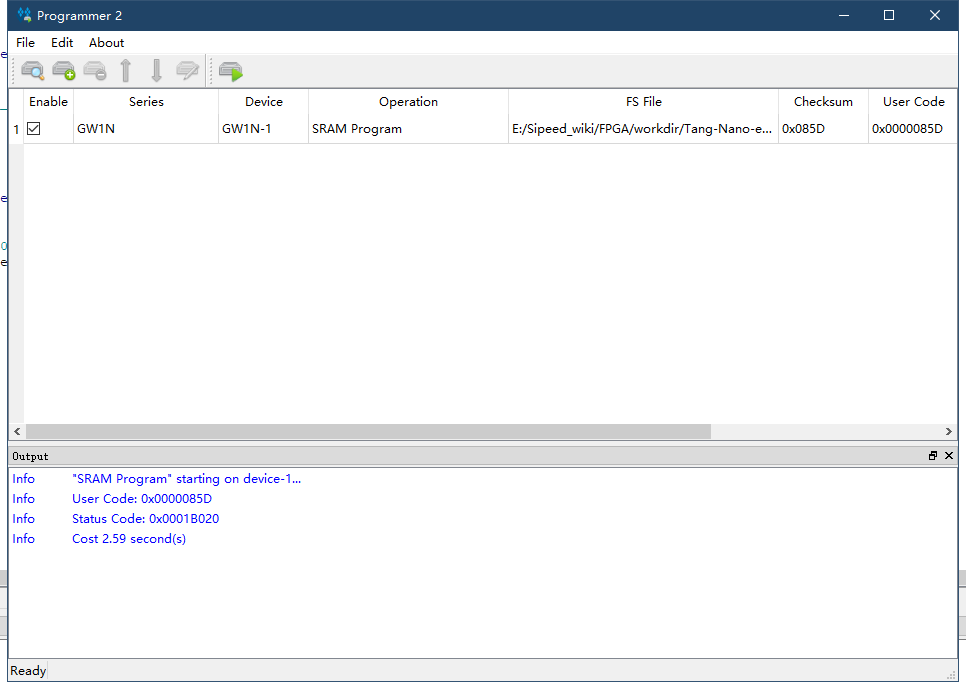 Programmer 2
File Edit About
Enable Series Device Operation FS File Checksum User Code
1 GW1N GW1N-1 SRAM Program E:/Sipeed_wiki/FPGA/workdir/Tang-Nano-e... 0x085D 0x0000085D
Output
Info "SRAM Program" starting on device-1...
Info User Code: 0x0000085D
Info Status Code: 0x0001B020
Info Cost 2.59 second(s)
Ready